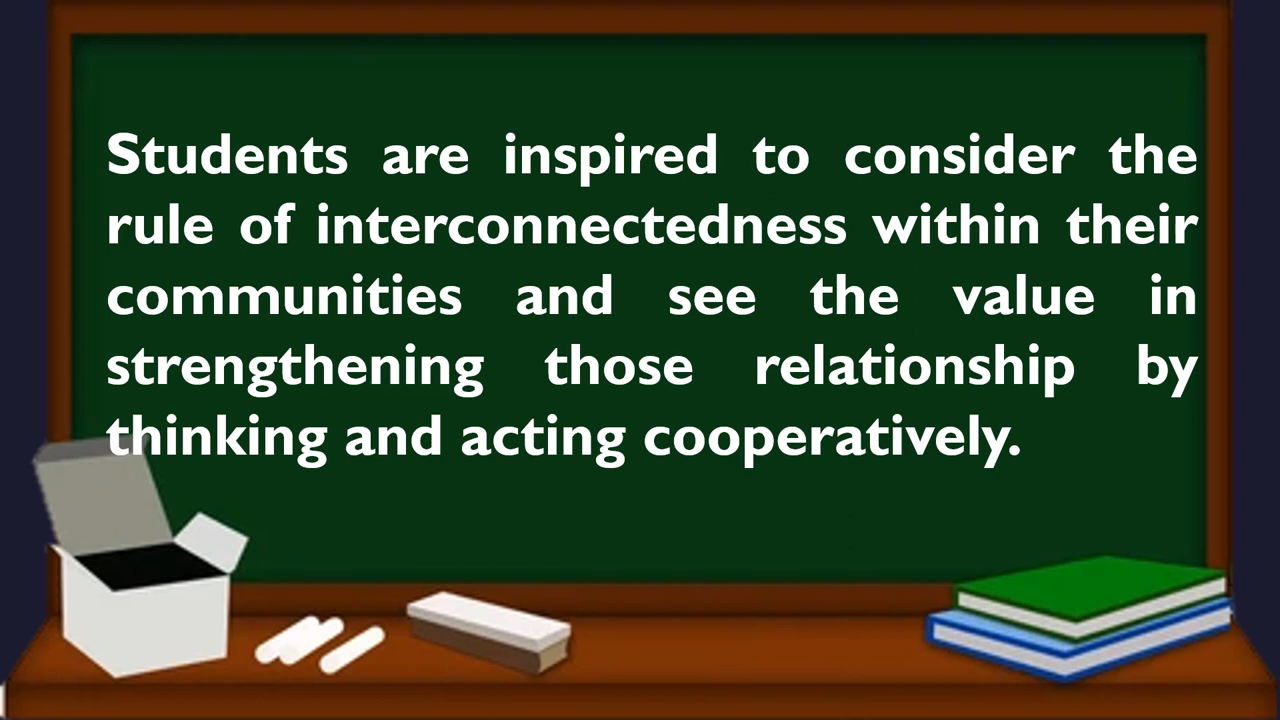 Students are inspired to consider the
rule of interconnectedness within their
communities and see the value in
strengthening those relationship by
thinking and acting cooperatively.